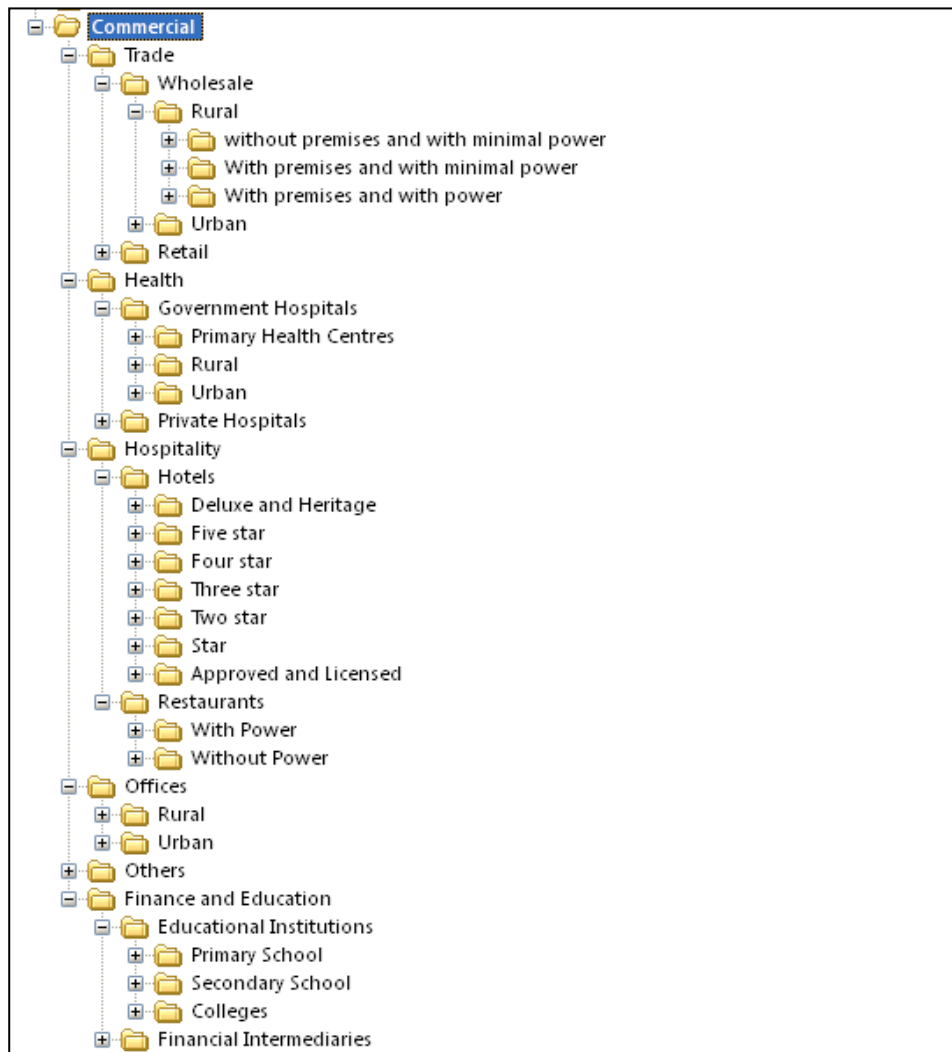 Commercial
Trade
Wholesale
Rural
without premises and with minimal power
With premises and with minimal power
With premises and with power
Urban
Retail
Health
Government Hospitals
Primary Health Centres
Rural
Urban
Private Hospitals
Hospitality
Hotels
Deluxe and Heritage
Five star
Four star
Three star
Two star
Star
Approved and Licensed
Restaurants
With Power
Without Power
Offices
Rural
Urban
Others
Finance and Education
Educational Institutions
Primary School
Secondary School
Colleges
Financial Intermediaries